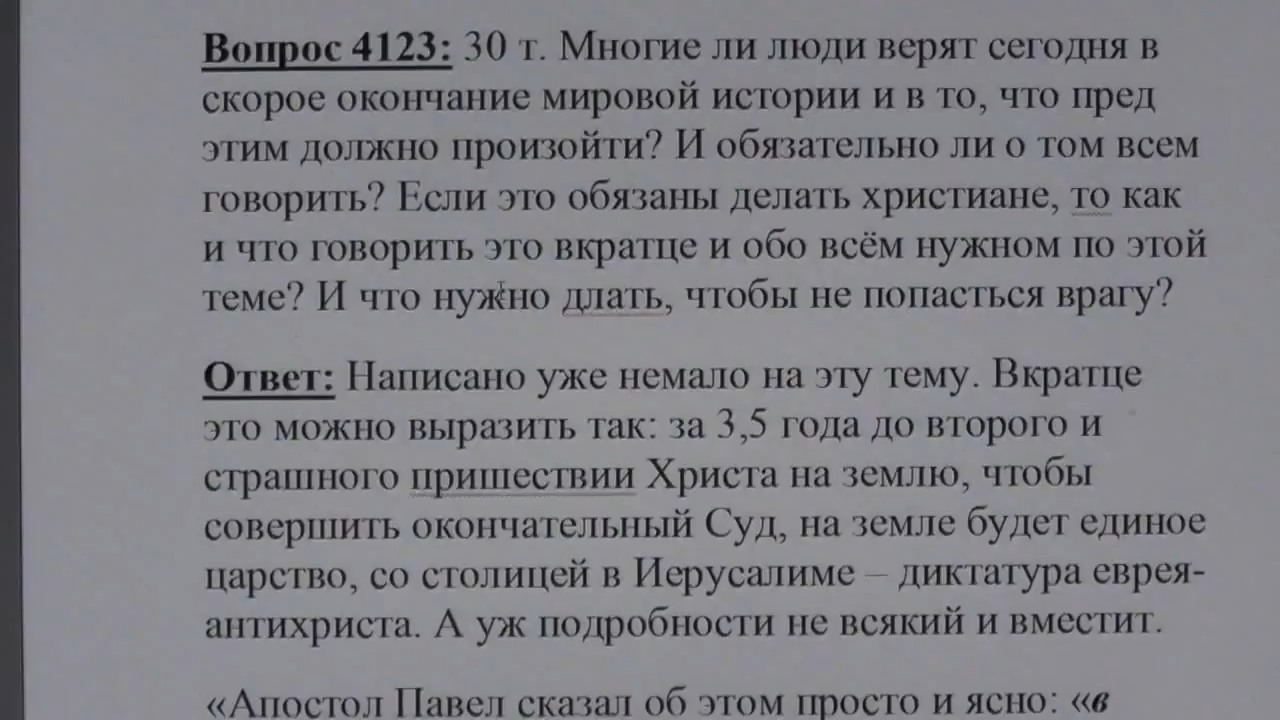 Вопрос 4123: 30 т. Многие ли люди верят сегодня в
скорое окончание мировой истории и в то, что пред
этим должно произойти? И обязательно ли о том всем
говорить? Если это обязаны делать христиане, то как
и что говорить это вкратце и обо всём нужном по этой
теме? И что нужно длать, чтобы не попасться врагу?
Ответ: Написано уже немало на эту тему. Вкратце
это можно выразить так: за 3,5 года до второго и
страшного пришествии Христа на землю, чтобы
совершить окончательный Суд, на земле будет единое
царство, со столицей в Иерусалиме – диктатура еврея-
антихриста. А уж подробности не всякий и вместит.
«Апостол Павел сказал об этом просто и ясно: «в